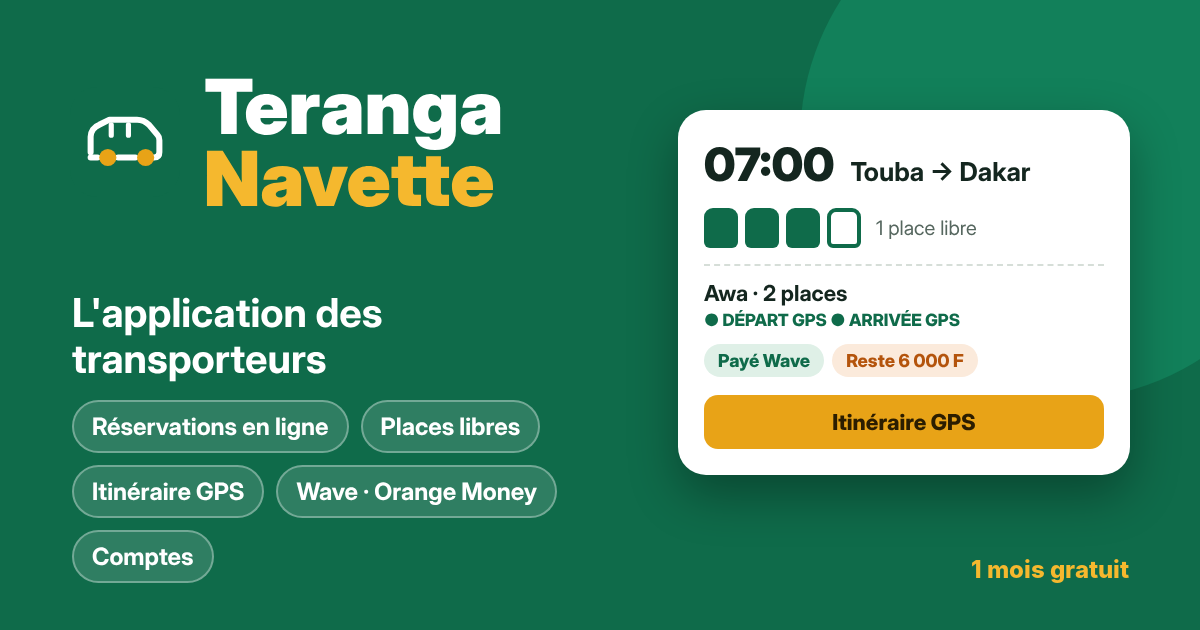 Teranga
Navette
L'application des
transporteurs
Réservations en ligne
Places libres
Itinéraire GPS
Wave · Orange Money
Comptes
07:00 Touba → Dakar
1 place libre
Awa · 2 places
● DÉPART GPS ● ARRIVÉE GPS
Payé Wave
Reste 6 000 F
Itinéraire GPS
1 mois gratuit